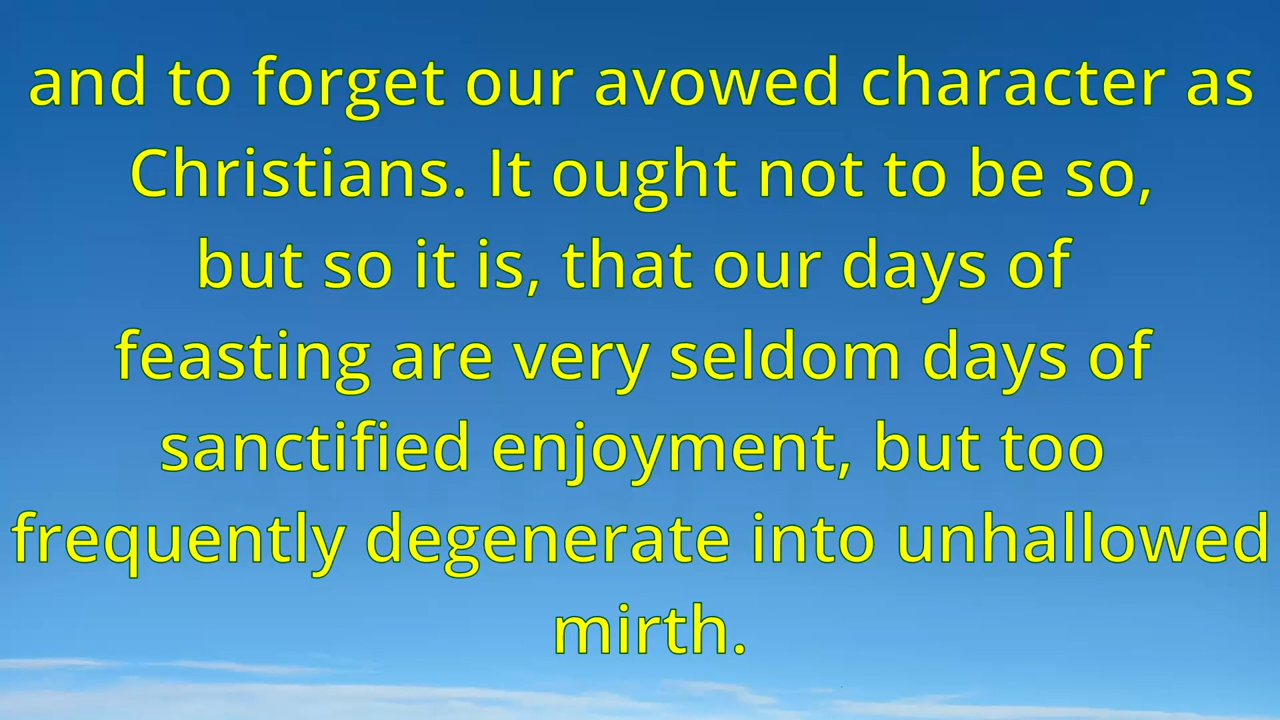 and to forget our avowed character as
Christians. It ought not to be so,
but so it is, that our days of
feasting are very seldom days of
sanctified enjoyment, but too
frequently degenerate into unhallowed
mirth.